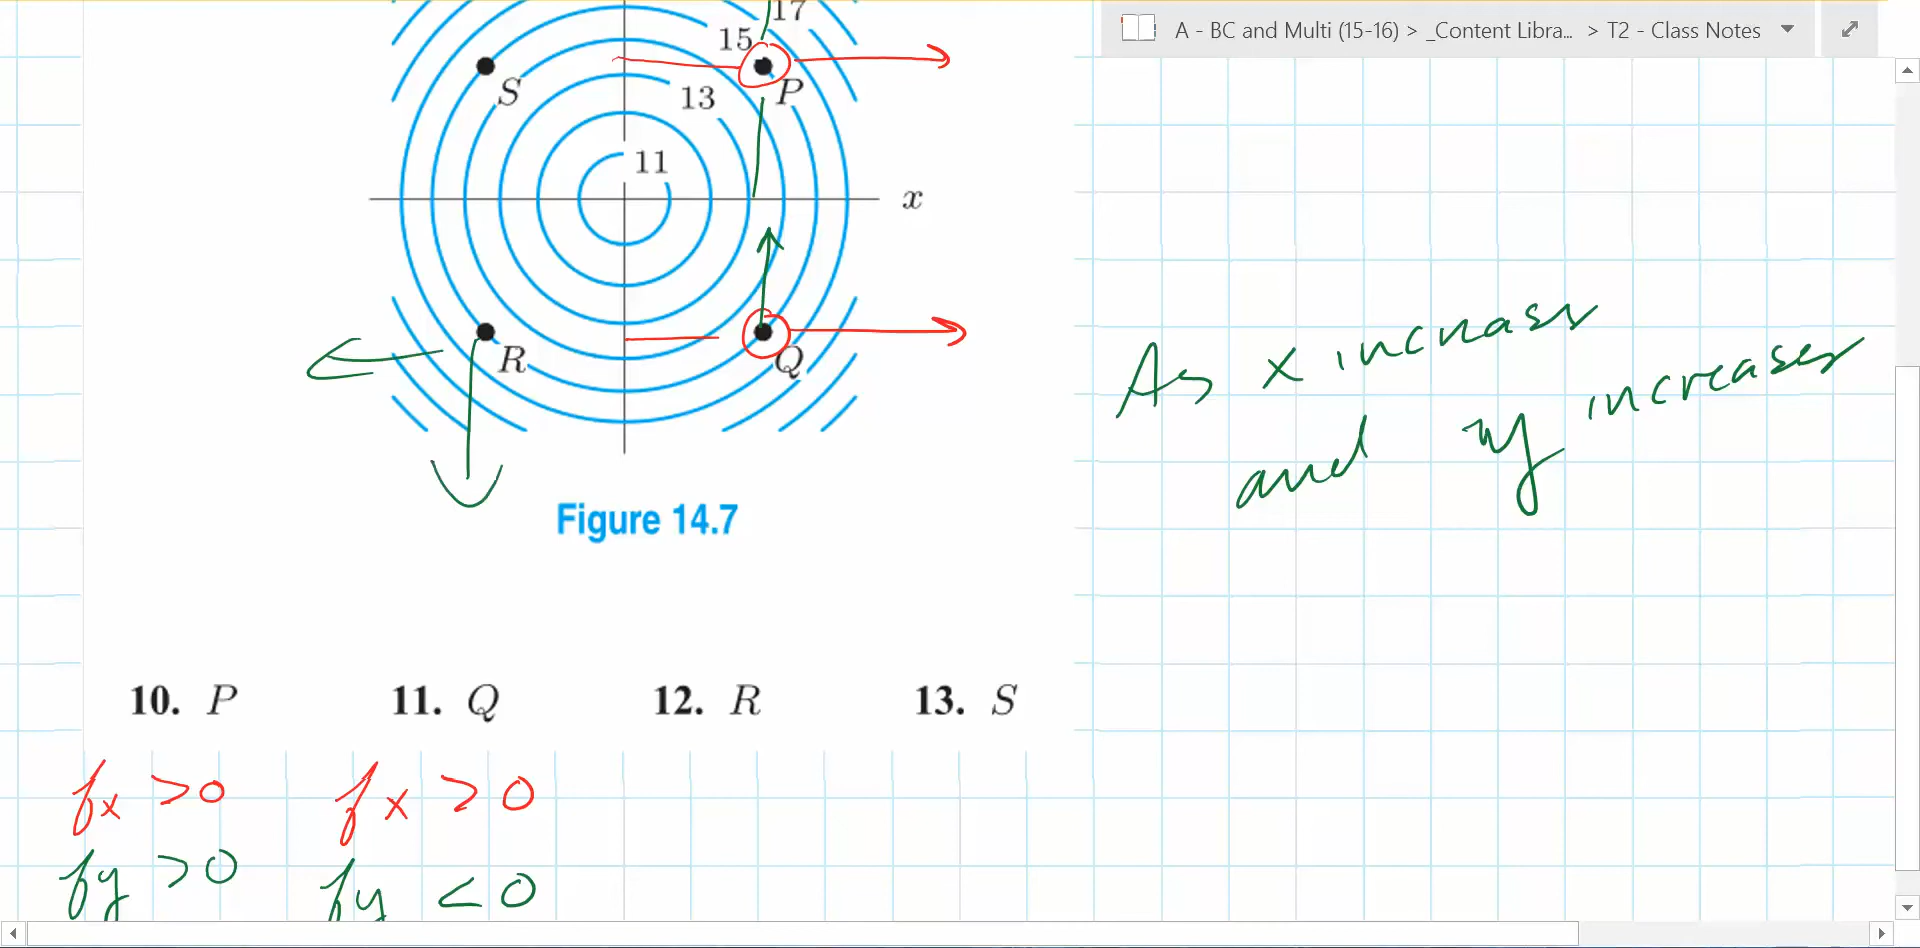 17
A - BC and Multi (15-16) > _Content Libra... > T2 - Class Notes
15
S
P
13
11
x
R
Q
As x increass
and y increases
Figure 14.7
10. P 11. Q 12. R 13. S
fx >0 fx >0
fy >0 fy <0